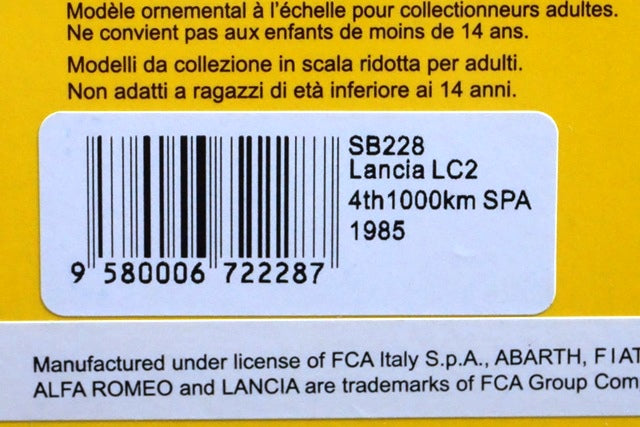 Modèle ornemental à l'échelle pour collectionneurs adultes.
Ne convient pas aux enfants de moins de 14 ans.
Modelli da collezione in scala ridotta per adulti.
Non adatti a ragazzi di età inferiore ai 14 anni.
SB228
Lancia LC2
4th1000km SPA
1985
9 580006 722287
Manufactured under license of FCA Italy S.p.A., ABARTH, FIAT
ALFA ROMEO and LANCIA are trademarks of FCA Group Com